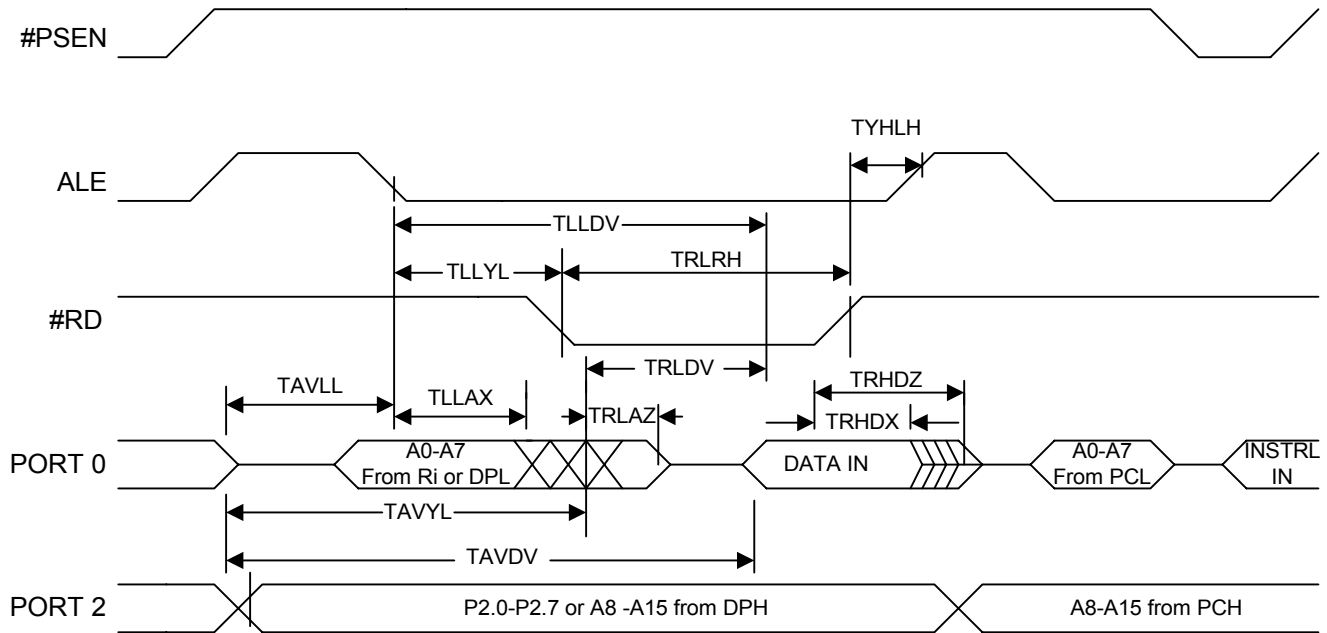 #PSEN
TYHLH
ALE
TLLDV
TLLYL
TRLRH
#RD
TRLDV
TAVLL
TLLAX
TRLAZ
TRHDZ
TRHDX
PORT 0
A0-A7
From Ri or DPL
DATA IN
A0-A7
From PCL
INSTRL
IN
TAVYL
TAVDV
PORT 2
P2.0-P2.7 or A8 -A15 from DPH
A8-A15 from PCH